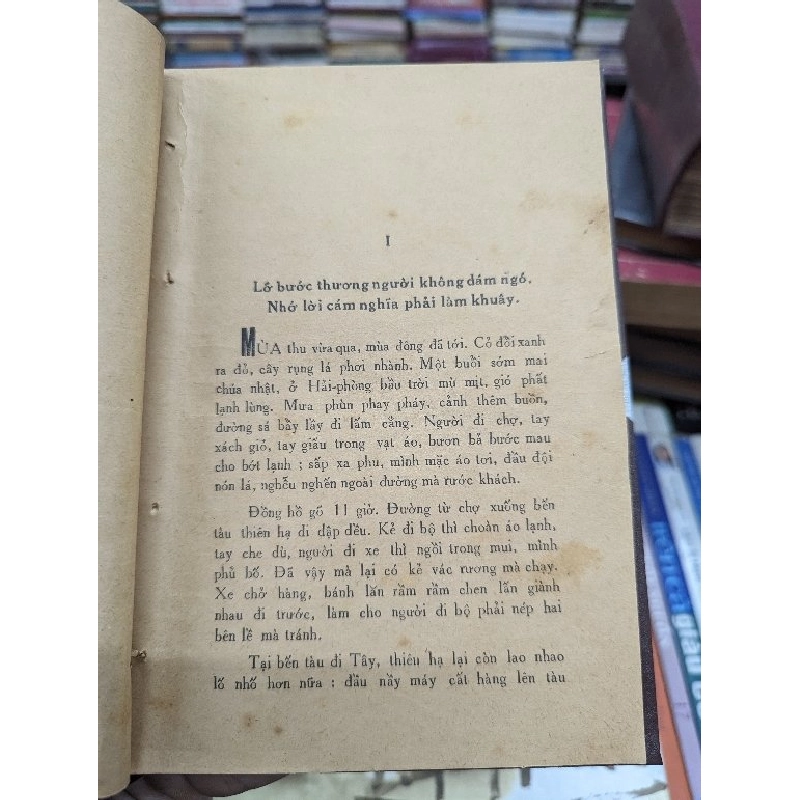 I
Lỡ bước thương người không dám ngó.
Nhớ lời cám nghĩa phải làm khuây.
MÙA thu vừa qua, mùa đông đã tới. Cỏ đồi xanh
ra đỏ, cây rụng lá phơi nhành. Một buổi sớm mai
chúa nhật, ở Hải-phòng bầu trời mù mịt, gió phất
lạnh lùng. Mưa phùn phay pháy, cảnh thêm buồn,
đường sá bầy lầy đi lấm cẳng. Người đi chợ, tay
xách giỏ, tay giấu trong vạt áo, bươn bả bước mau
cho bớt lạnh ; sấp xa phu, mình mặc áo tơi, đầu đội
nón lá, nghểu nghến ngoài đường mà rước khách.
Đồng hồ gõ 11 giờ. Đường từ chợ xuống bến
tàu thiên hạ đi dập dều. Kẻ đi bộ thì choàn áo lạnh,
tay che dù, người đi xe thì ngồi trong mui, mình
phủ bố. Đã vậy mà lại có kẻ vác rương mà chạy.
Xe chở hàng, bánh lăn rầm rầm chen lấn giành
nhau đi trước, làm cho người đi bộ phải nép hai
bên lề mà tránh.
Tại bến tàu đi Tây, thiên hạ lại còn lao nhao
lố nhố hơn nữa ; đầu nầy máy cất hàng lên tàu